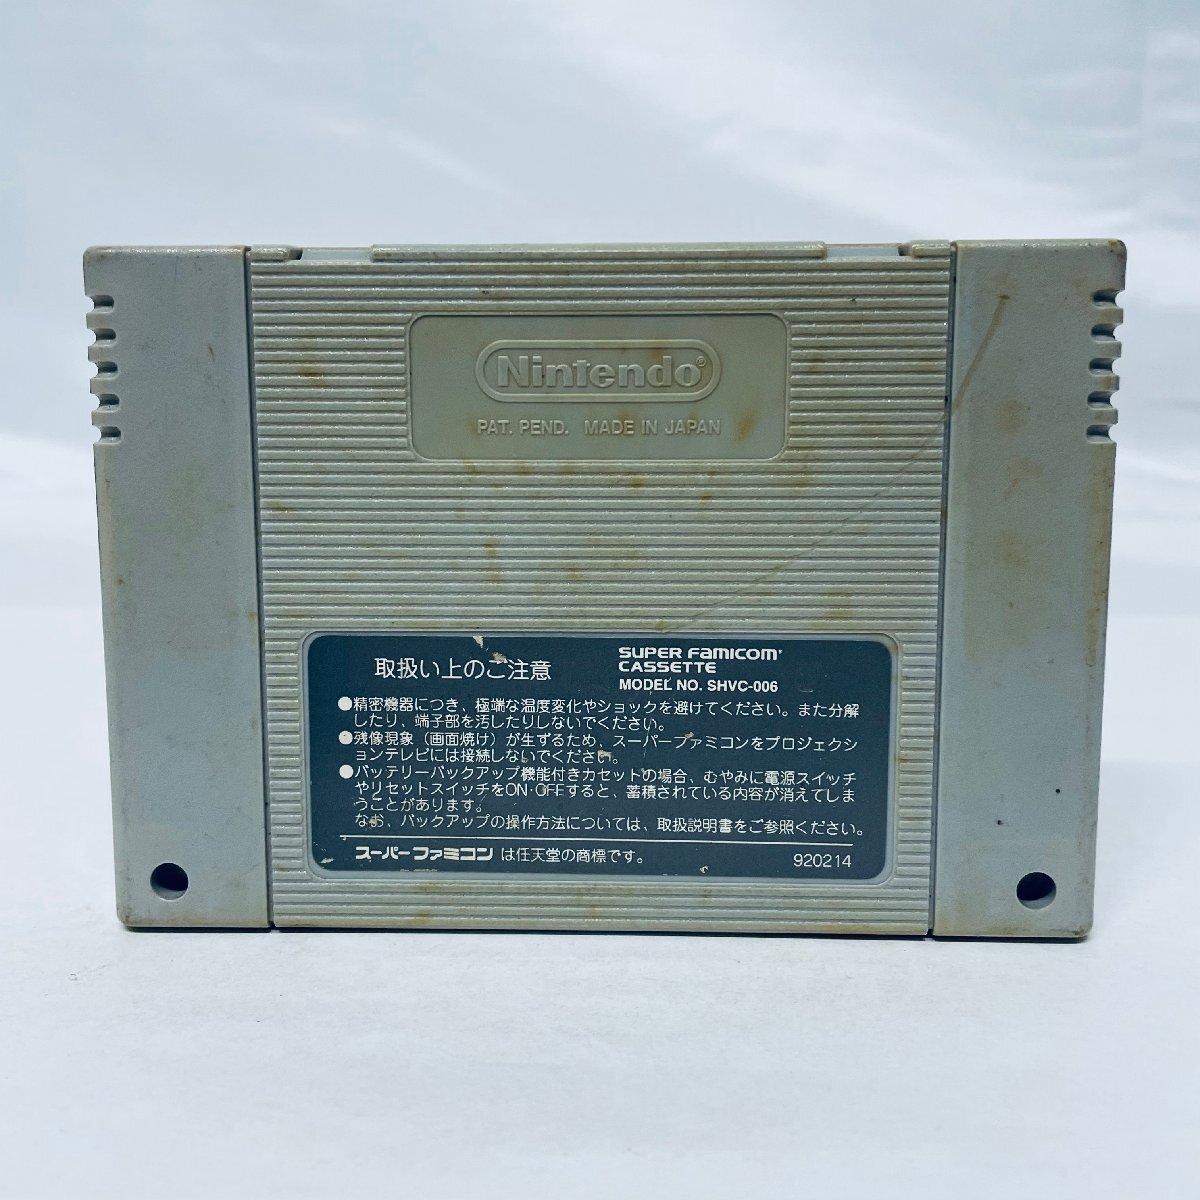 Nintendo®
PAT. PEND. MADE IN JAPAN
取扱い上のご注意
SUPER FAMICOM
CASSETTE
MODEL NO. SHVC-006
●精密機器につき、極端な温度変化やショックを避けてください。また分解
したり、端子部を汚したりしないでください。
●残像現象（画面焼け）が生ずるため、スーパーファミコンをプロジェクシ
ョンテレビには接続しないでください。
●バッテリーバックアップ機能付きカセットの場合、むやみに電源スイッチ
やリセットスイッチをON・OFFすると、蓄積されている内容が消えてしま
うことがあります。
なお、バックアップの操作方法については、取扱説明書をご参照ください。
スーパーファミコン は任天堂の商標です。
920214